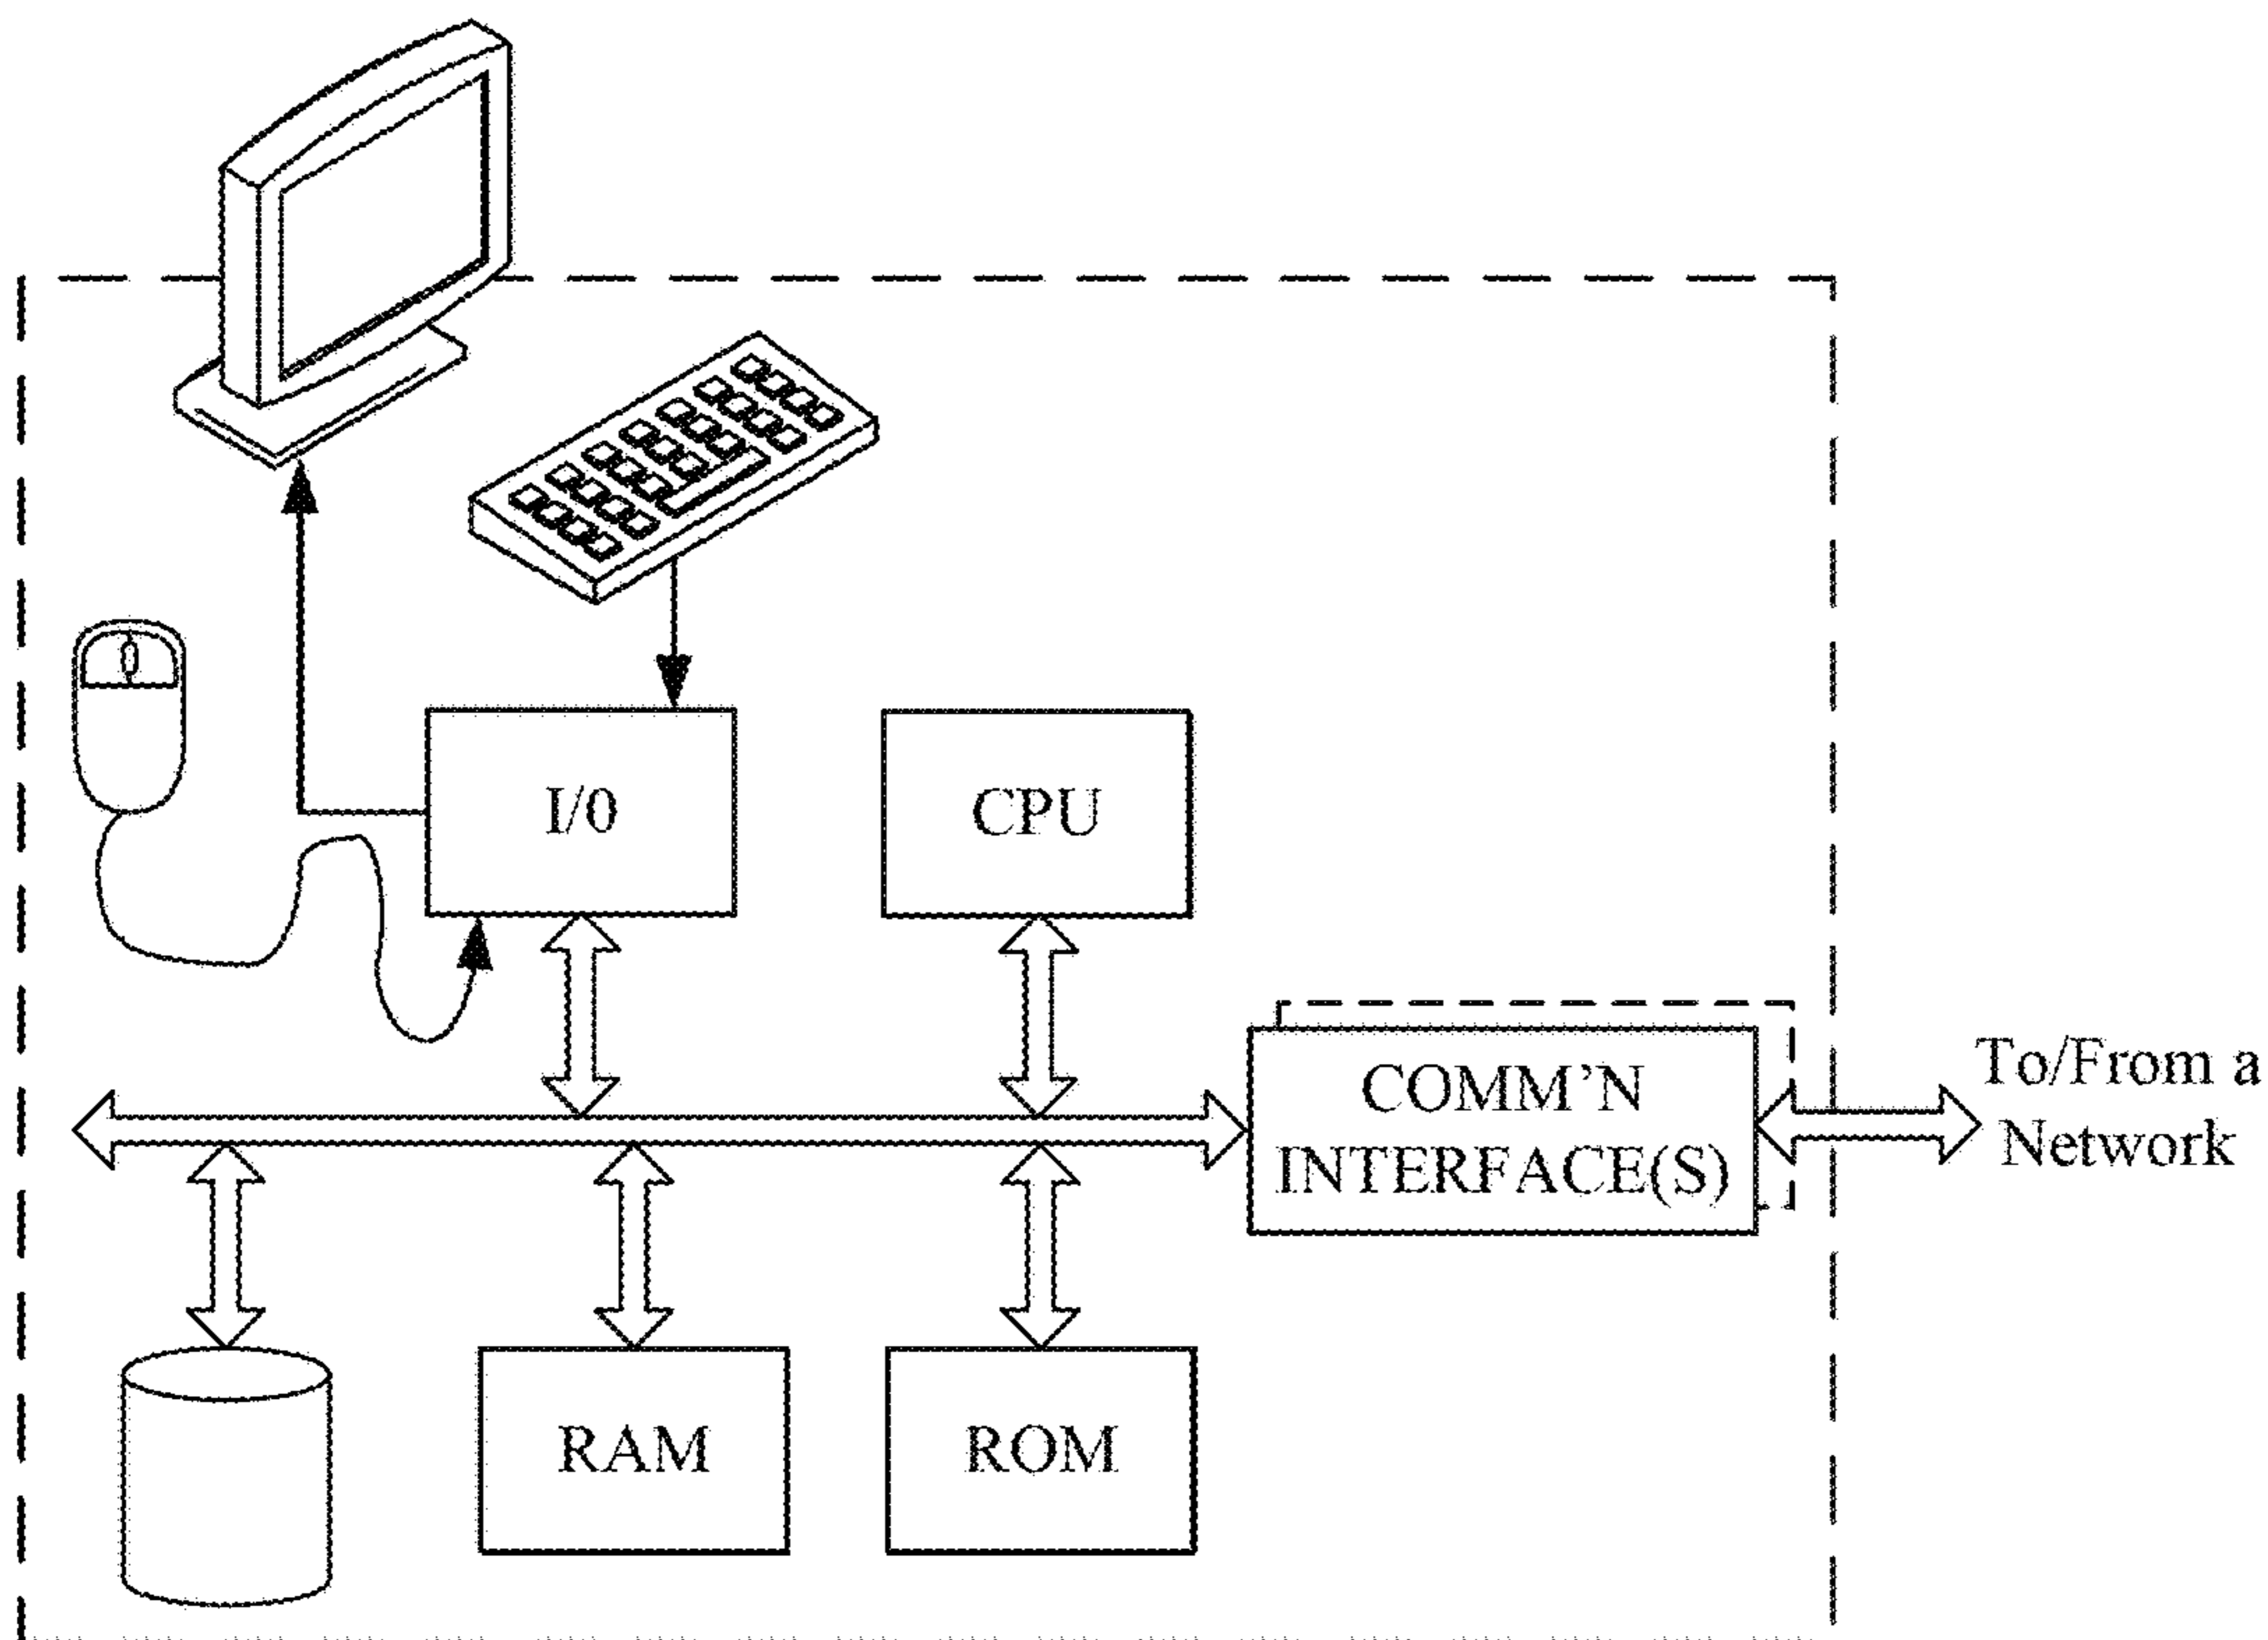 I/0
CPU
COMM’N
INTERFACE(S)
To/From a
Network
RAM
ROM